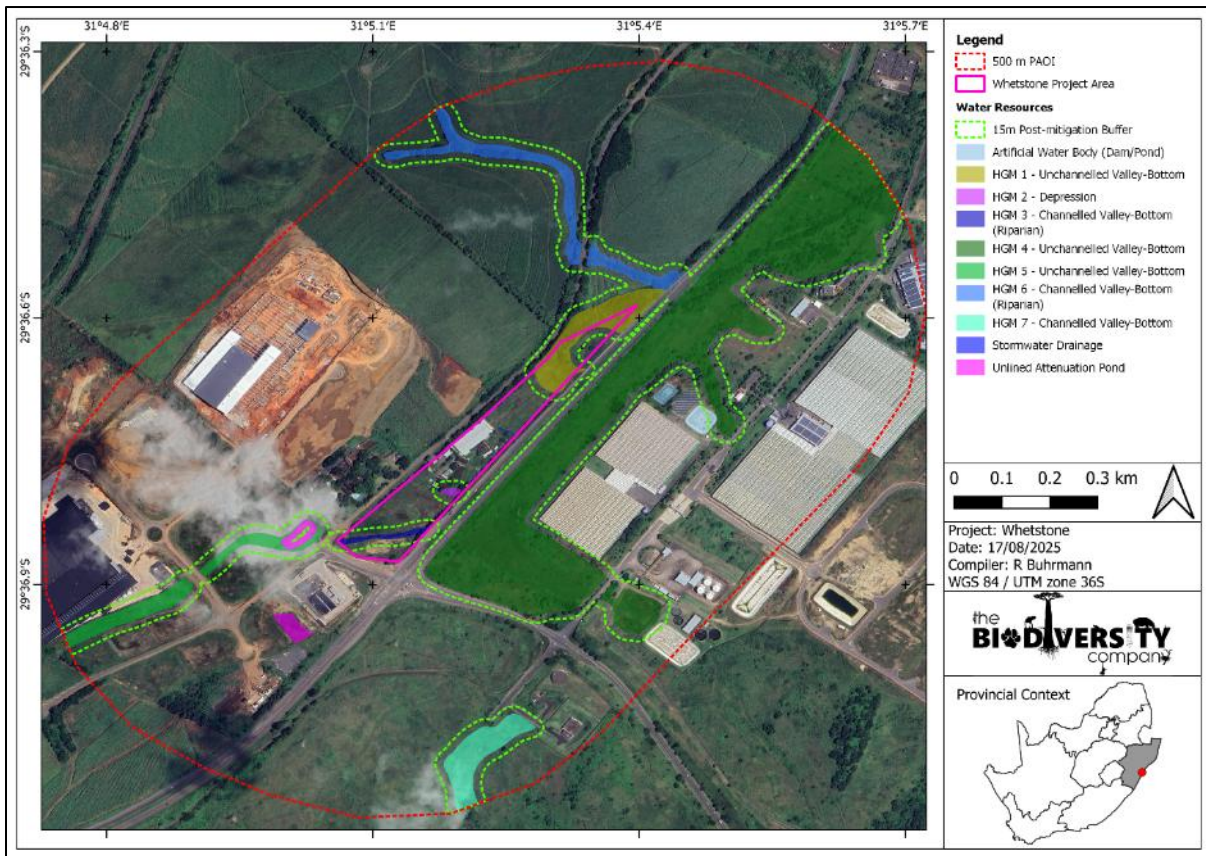 31°4.8'E 31°5.1'E 31°5.4'E 31°5.7'E
29°36.3'S
29°36.6'S
29°36.9'S
Legend
500 m PAOI
Whetstone Project Area
Water Resources
15m Post-mitigation Buffer
Artificial Water Body (Dam/Pond)
HGM 1 - Unchannelled Valley-Bottom
HGM 2 - Depression
HGM 3 - Channelled Valley-Bottom
(Riparian)
HGM 4 - Unchannelled Valley-Bottom
HGM 5 - Unchannelled Valley-Bottom
HGM 6 - Channelled Valley-Bottom
(Riparian)
HGM 7 - Channelled Valley-Bottom
Stormwater Drainage
Unlined Attenuation Pond
0 0.1 0.2 0.3 km
Project: Whetstone
Date: 17/08/2025
Compiler: R Buhrmann
WGS 84 / UTM zone 36S
the
BIODIVERSITY
company
Provincial Context